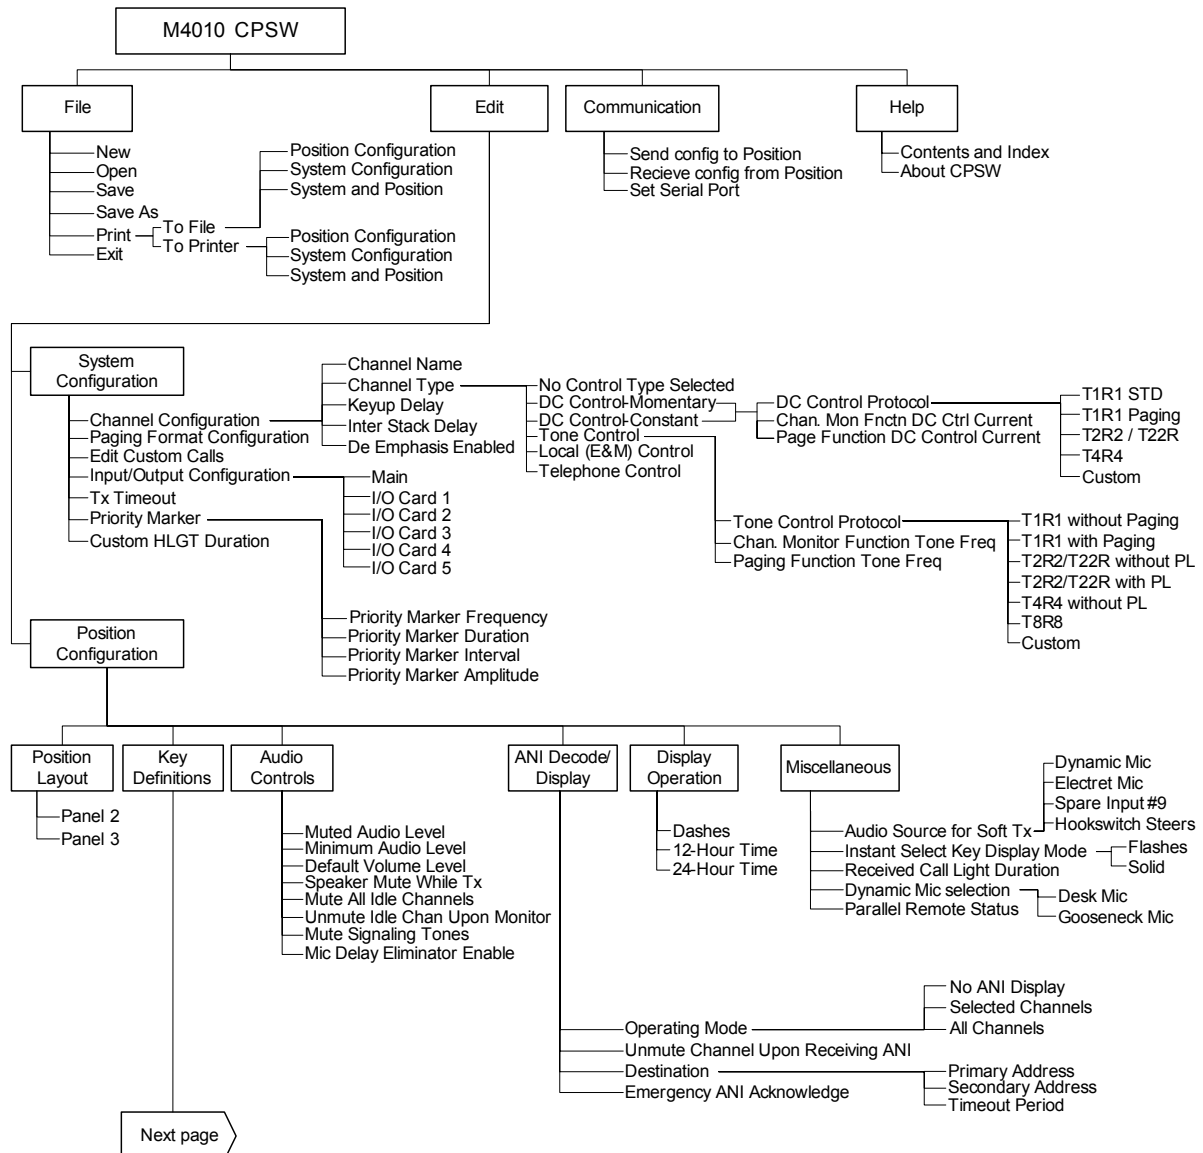 M4010 CPSW
File
Edit
Communication
Help
New
Open
Save
Save As
Print
Exit
To File
To Printer
Position Configuration
System Configuration
System and Position
Position Configuration
System Configuration
System and Position
Send config to Position
Recieve config from Position
Set Serial Port
Contents and Index
About CPSW
System
Configuration
Channel Configuration
Paging Format Configuration
Edit Custom Calls
Input/Output Configuration
Tx Timeout
Priority Marker
Custom HLGT Duration
Channel Name
Channel Type
Keyup Delay
Inter Stack Delay
De Emphasis Enabled
Main
I/O Card 1
I/O Card 2
I/O Card 3
I/O Card 4
I/O Card 5
No Control Type Selected
DC Control-Momentary
DC Control-Constant
Tone Control
Local (E&M) Control
Telephone Control
DC Control Protocol
Chan. Mon Fnctn DC Ctrl Current
Page Function DC Control Current
T1R1 STD
T1R1 Paging
T2R2 / T22R
T4R4
Custom
Tone Control Protocol
Chan. Monitor Function Tone Freq
Paging Function Tone Freq
T1R1 without Paging
T1R1 with Paging
T2R2/T22R without PL
T2R2/T22R with PL
T4R4 without PL
T8R8
Custom
Priority Marker Frequency
Priority Marker Duration
Priority Marker Interval
Priority Marker Amplitude
Position
Configuration
Position
Layout
Panel 2
Panel 3
Key
Definitions
Next page
Audio
Controls
Muted Audio Level
Minimum Audio Level
Default Volume Level
Speaker Mute While Tx
Mute All Idle Channels
Unmute Idle Chan Upon Monitor
Mute Signaling Tones
Mic Delay Eliminator Enable
ANI Decode/
Display
Operating Mode
Unmute Channel Upon Receiving ANI
Destination
Emergency ANI Acknowledge
No ANI Display
Selected Channels
All Channels
Primary Address
Secondary Address
Timeout Period
Display
Operation
Dashes
12-Hour Time
24-Hour Time
Miscellaneous
Audio Source for Soft Tx
Instant Select Key Display Mode
Received Call Light Duration
Dynamic Mic selection
Parallel Remote Status
Dynamic Mic
Electret Mic
Spare Input #9
Hookswitch Steers
Flashes
Solid
Desk Mic
Gooseneck Mic